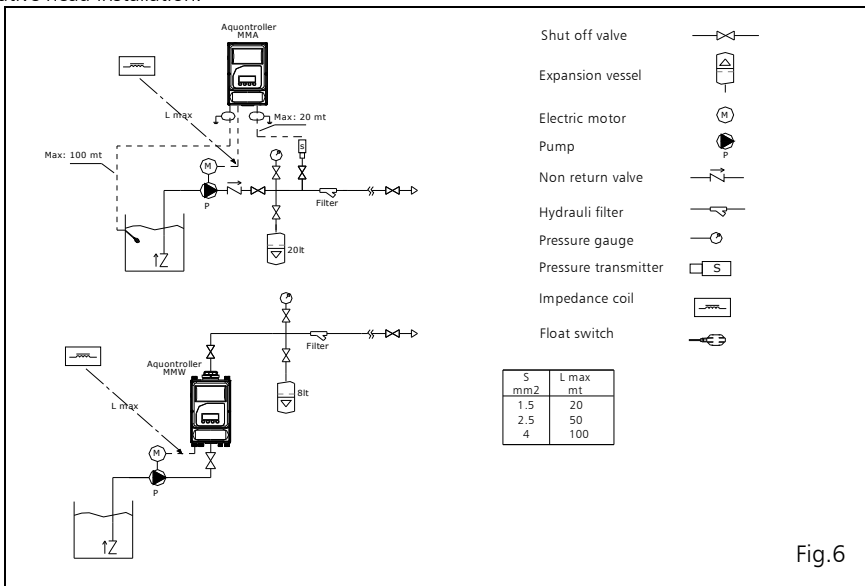 ative head installation.
Aquontroller
MMA
L max
Max: 20 mt
S
Max: 100 mt
M
P
Filter
20lt
Aquontroller
MMW
L max
Filter
8lt
M
P
Shut off valve
Expansion vessel
Electric motor
M
Pump
P
Non return valve
Hydrauli filter
Pressure gauge
Pressure transmitter
S
Impedance coil
Float switch
S L max
mm2 mt
1.5 20
2.5 50
4 100
Fig.6